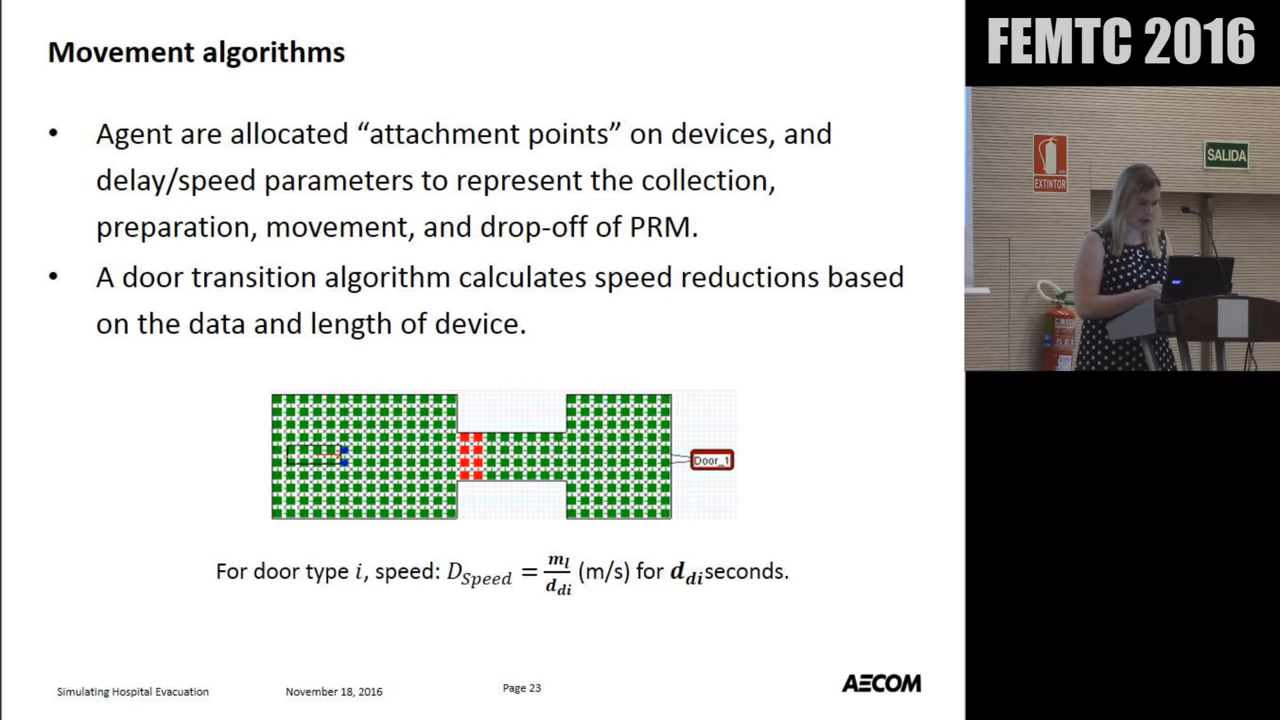 Movement algorithms
• Agent are allocated “attachment points” on devices, and
delay/speed parameters to represent the collection,
preparation, movement, and drop-off of PRM.
• A door transition algorithm calculates speed reductions based
on the data and length of device.
Door_1
For door type i, speed: D_Speed = m_l / d_di (m/s) for d_di seconds.
Simulating Hospital Evacuation
November 18, 2016
Page 23
AECOM
FEMTC 2016
EXTINTOR
SALIDA